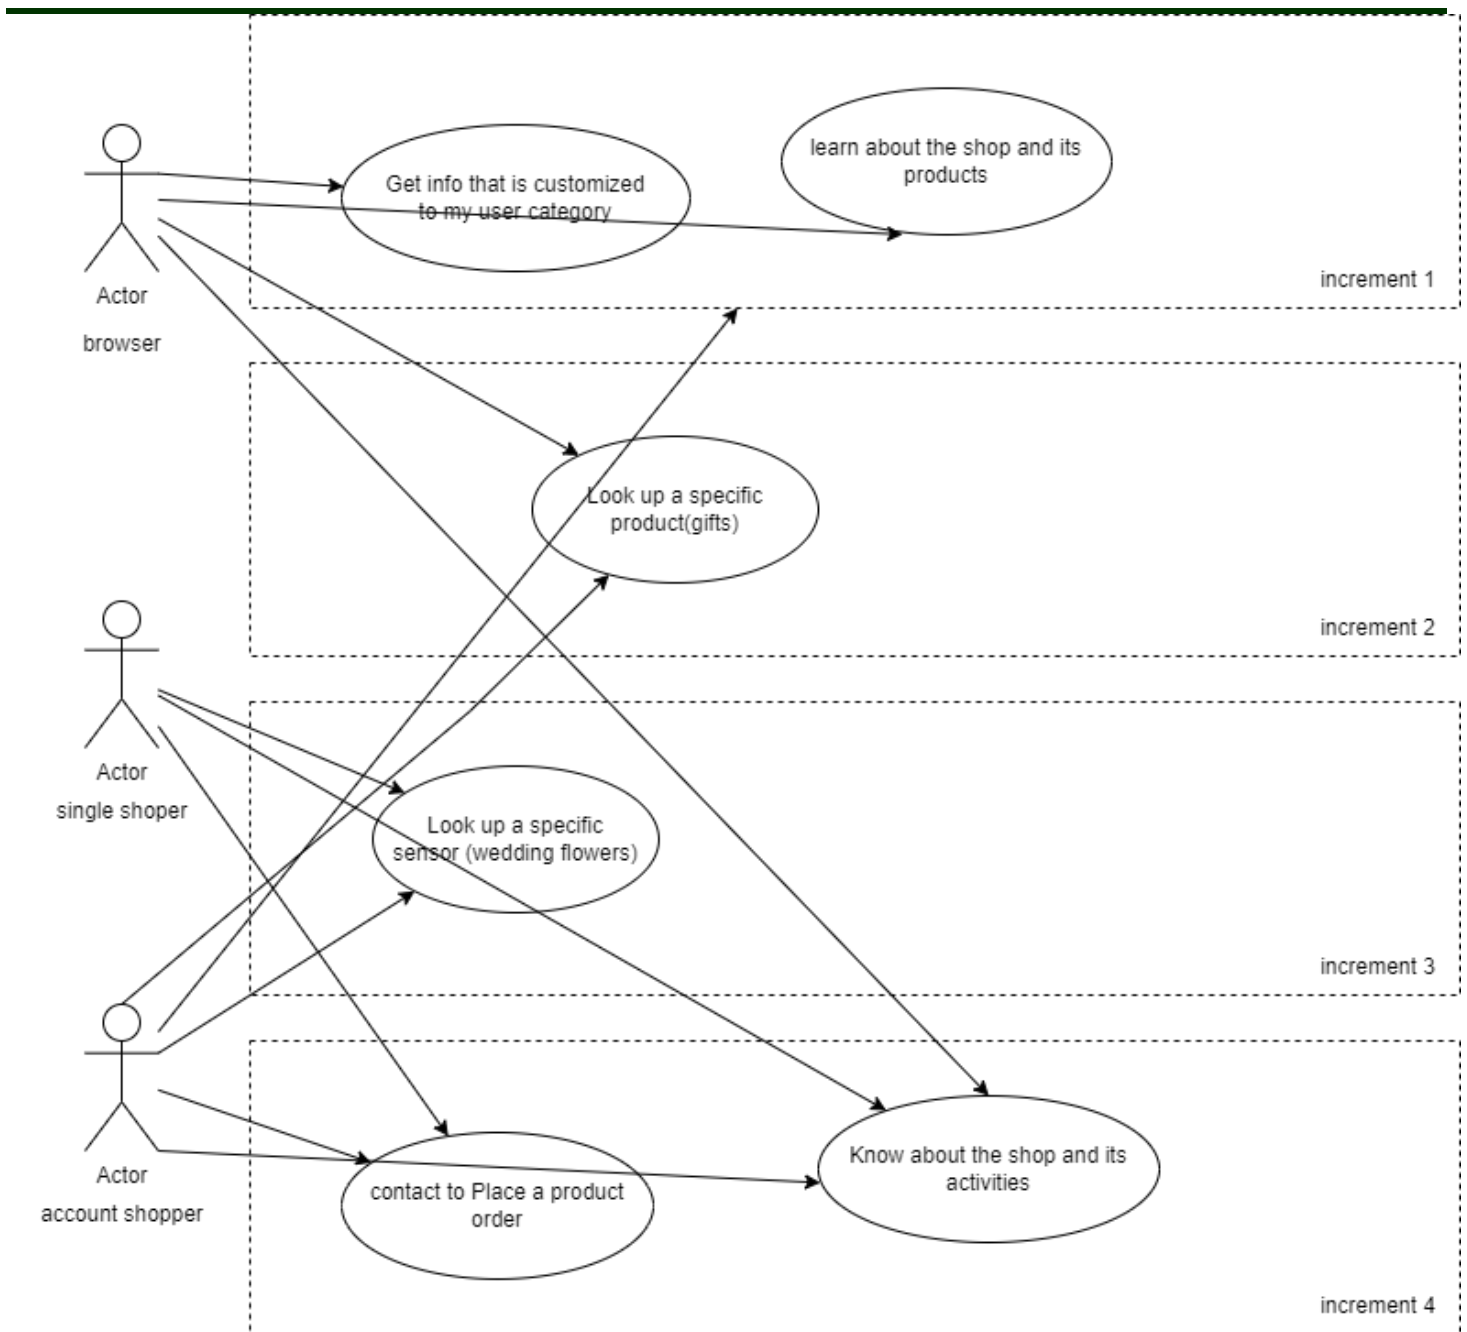 learn about the shop and its
products
Get info that is customized
to my user category
increment 1
Actor
browser
Look up a specific
product(gifts)
increment 2
Actor
single shoper
Look up a specific
sensor (wedding flowers)
increment 3
Actor
account shopper
Know about the shop and its
activities
contact to Place a product
order
increment 4